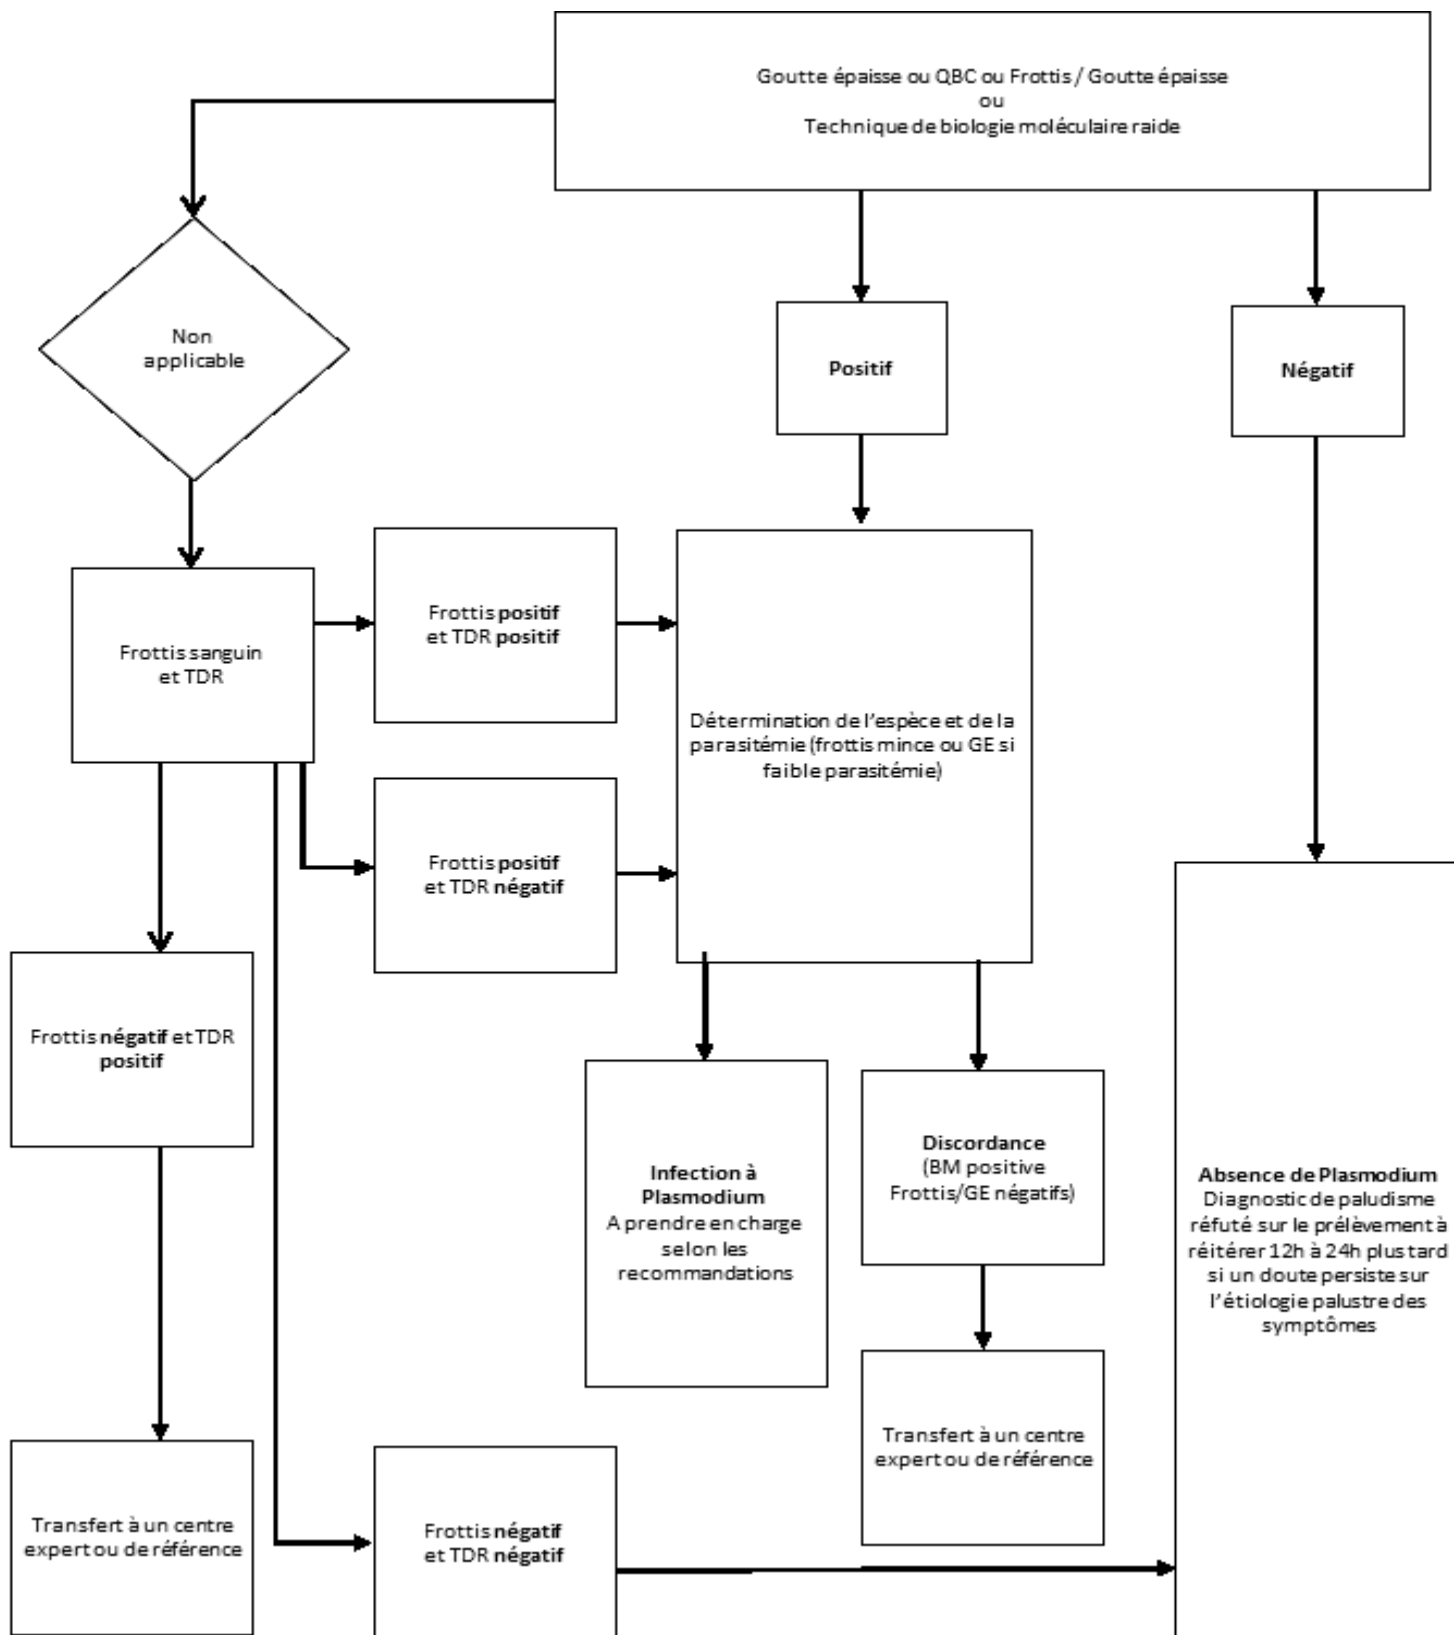 Goutte épaisse ou QBC ou Frottis / Goutte épaisse
ou
Technique de biologie moléculaire raide
Non
applicable
Positif
Négatif
Frottis sanguin
et TDR
Frottis positif
et TDR positif
Détermination de l'espèce et de la
parasitémie (frottis mince ou GE si
faible parasitémie)
Frottis positif
et TDR négatif
Frottis négatif et TDR
positif
Infection à
Plasmodium
A prendre en charge
selon les
recommandations
Discordance
(BM positive
Frottis/GE négatifs)
Absence de Plasmodium
Diagnostic de paludisme
réfuté sur le prélèvement à
réitérer 12h à 24h plus tard
si un doute persiste sur
l'étiologie palustre des
symptômes
Transfert à un centre
expert ou de référence
Transfert à un centre
expert ou de référence
Frottis négatif
et TDR négatif